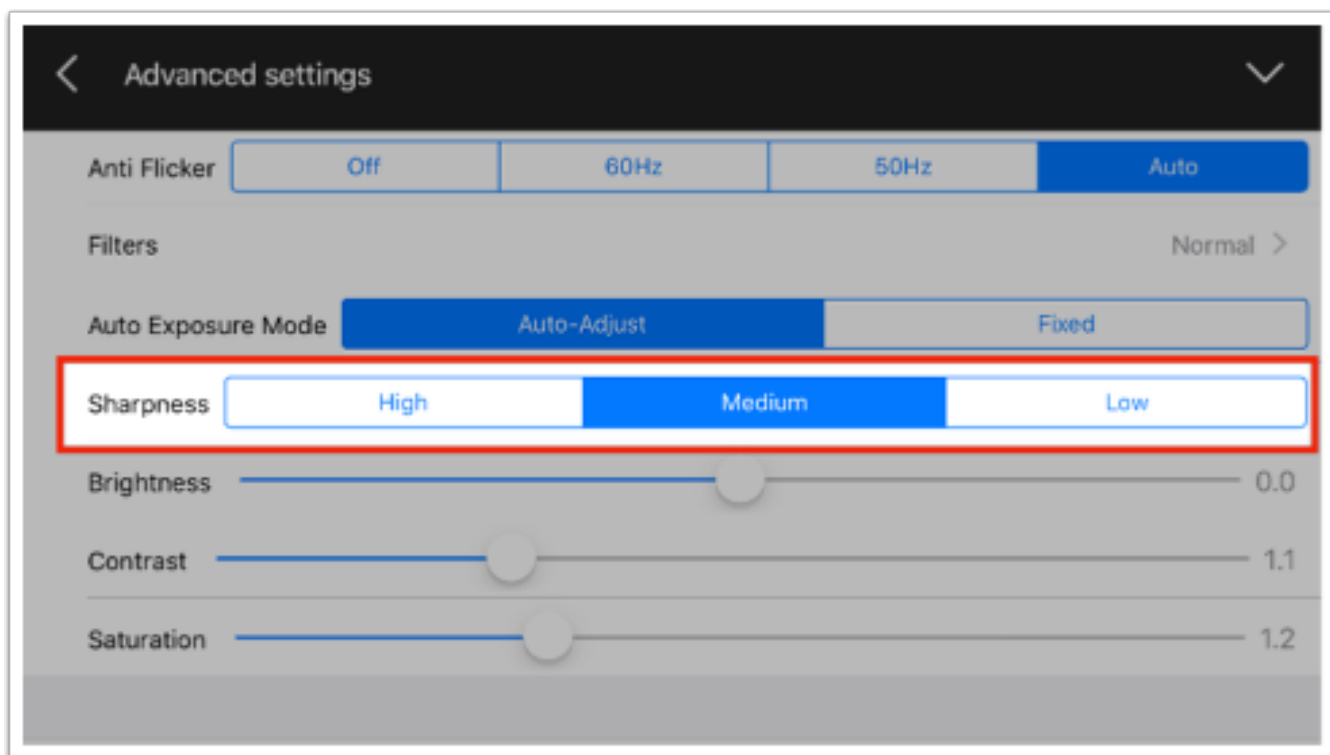 Advanced settings
Anti Flicker Off 60Hz 50Hz Auto
Filters Normal >
Auto Exposure Mode Auto-Adjust Fixed
Sharpness High Medium Low
Brightness 0.0
Contrast 1.1
Saturation 1.2